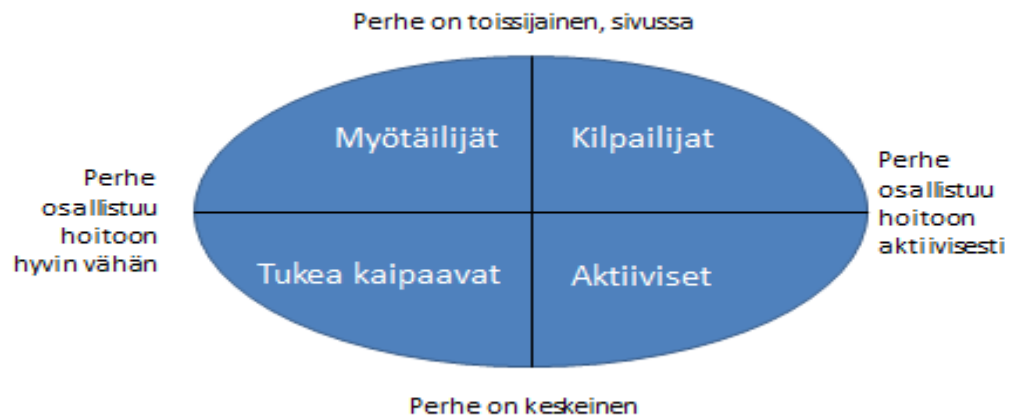 Perhe on toissijainen, sivussa
Myötäilijät
Kilpailijat
Perhe
osallistuu
hoitoon
hyvin vähän
Perhe
osallistuu
hoitoon
aktiivisesti
Tukea kaipaavat
Aktiiviset
Perhe on keskeinen